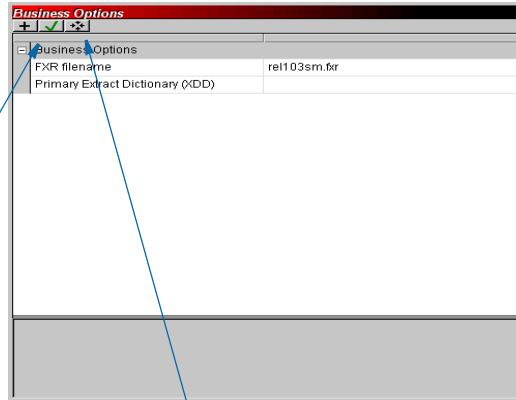 Business Options
Business Options
FXR filename rel103sm.fxr
Primary Extract Dictionary (XDD)